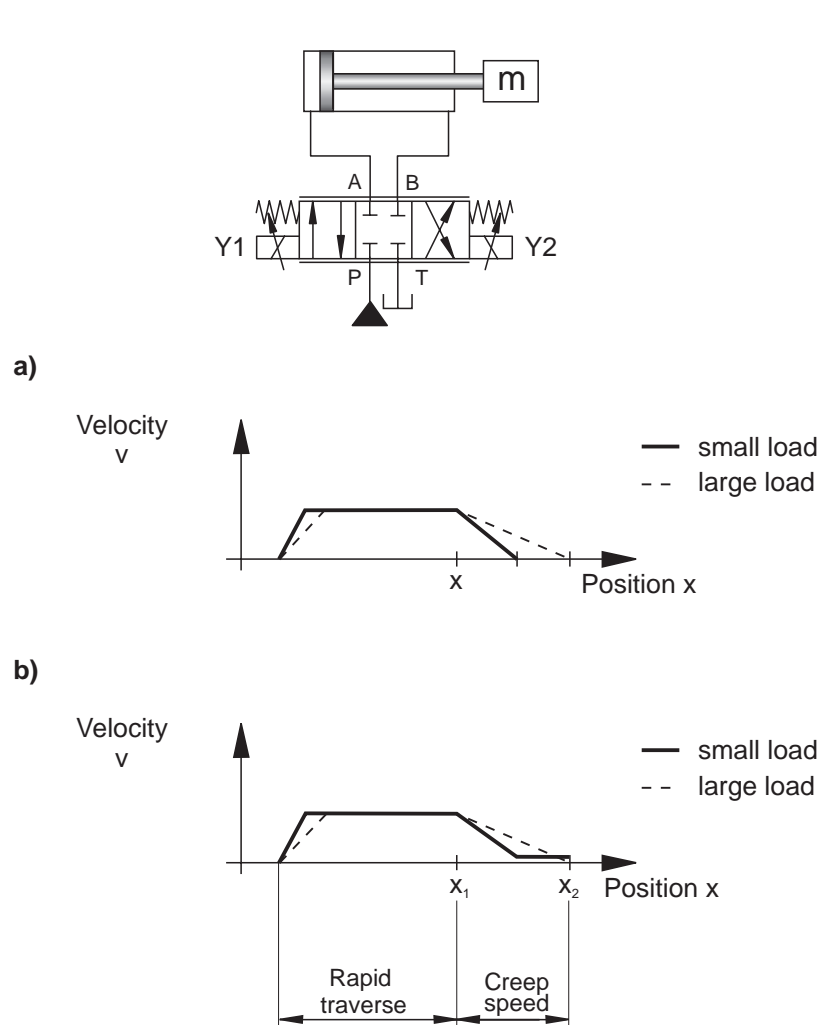 m
A B
Y1 Y2
P T
a)
Velocity
v
small load
large load
x
Position x
b)
Velocity
v
small load
large load
x₁ x₂ Position x
Rapid
traverse
Creep
speed